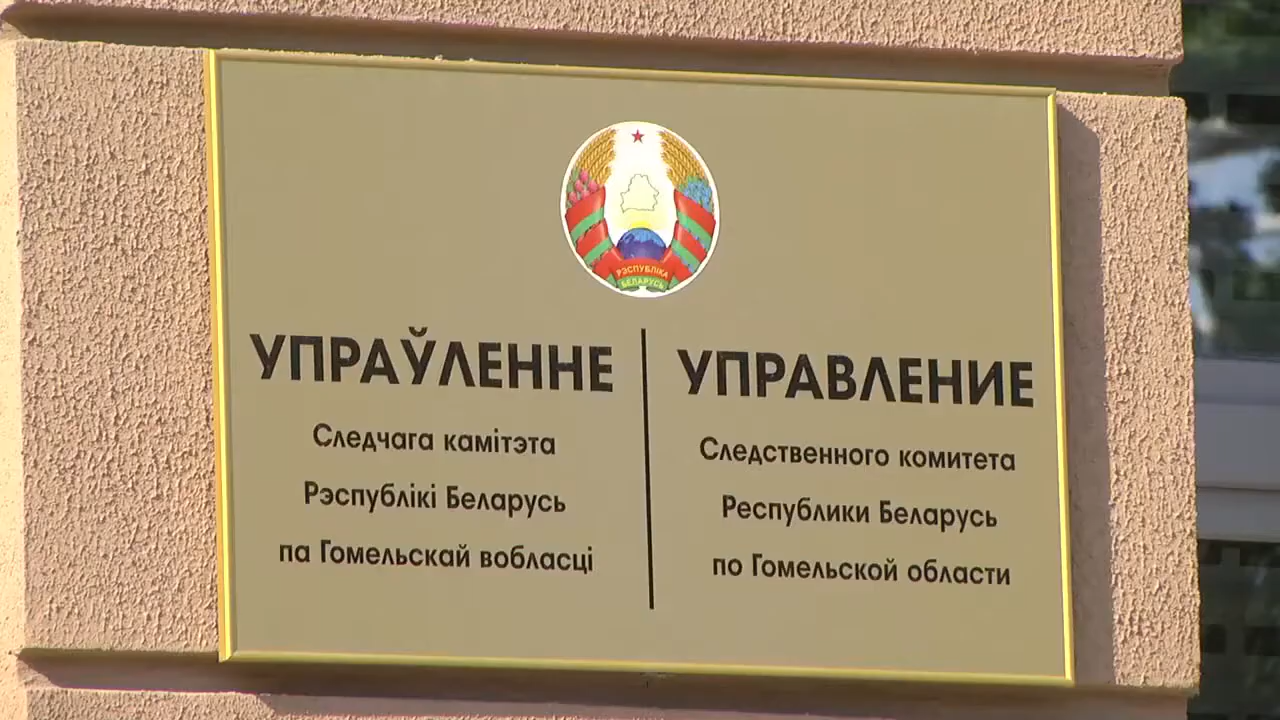 РЭСПУБЛІКА
БЕЛАРУСЬ
УПРАЎЛЕННЕ
Следчага камітэта
Рэспублікі Беларусь
па Гомельскай вобласці
УПРАВЛЕНИЕ
Следственного комитета
Республики Беларусь
по Гомельской области